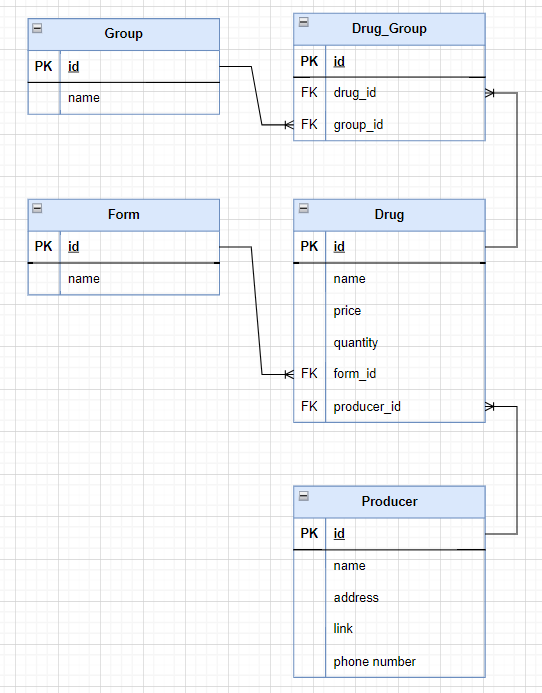 Group
PK id
name
Drug_Group
PK id
FK drug_id
FK group_id
Form
PK id
name
Drug
PK id
name
price
quantity
FK form_id
FK producer_id
Producer
PK id
name
address
link
phone number